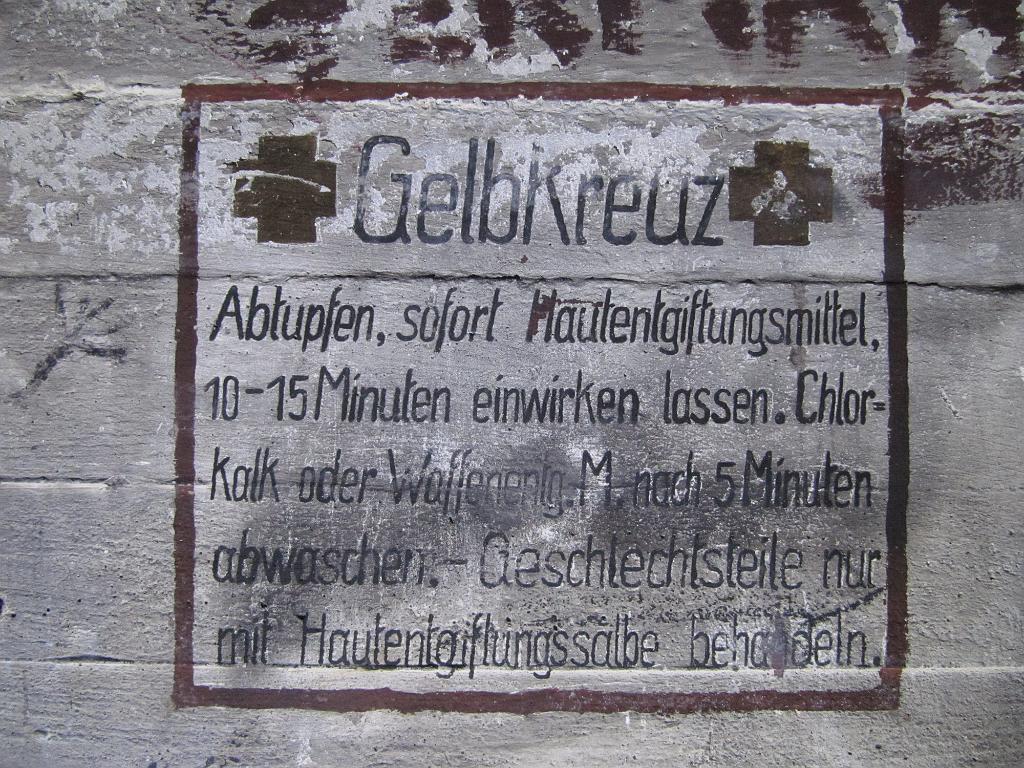 Gelbkreuz
Abtupfen, sofort Hautentgiftungsmittel,
10-15 Minuten einwirken lassen. Chlor=
kalk oder Waffenentg. M. nach 5 Minuten
abwaschen.- Geschlechtsteile nur
mit Hautentgiftungssalbe behandeln.